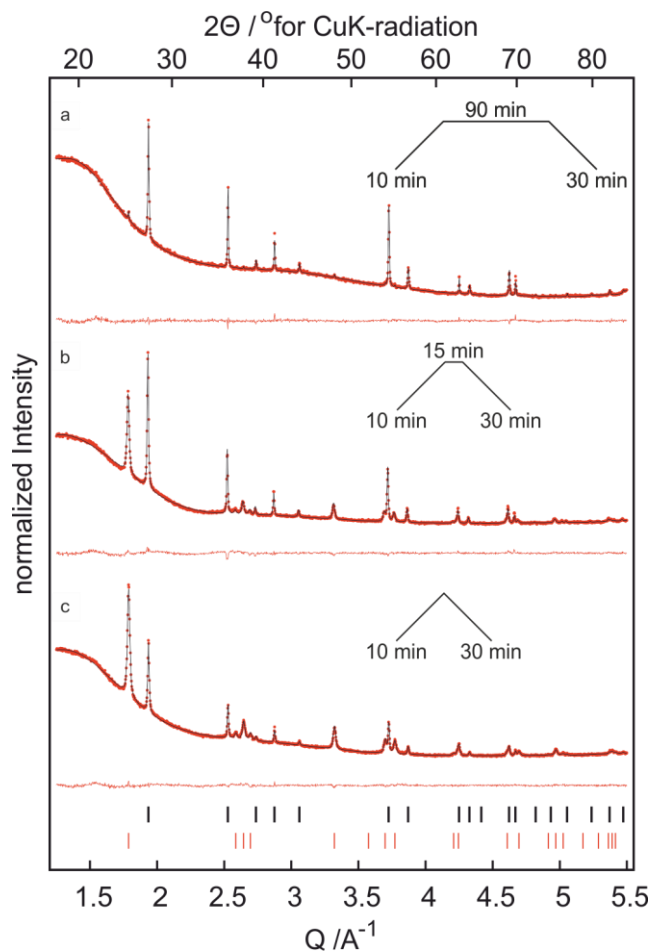 2Θ / °for CuK-radiation
20 30 40 50 60 70 80
a
90 min
10 min 30 min
b
15 min
10 min 30 min
c
10 min 30 min
normalized Intensity
1.5 2 2.5 3 3.5 4 4.5 5 5.5
Q /A⁻¹